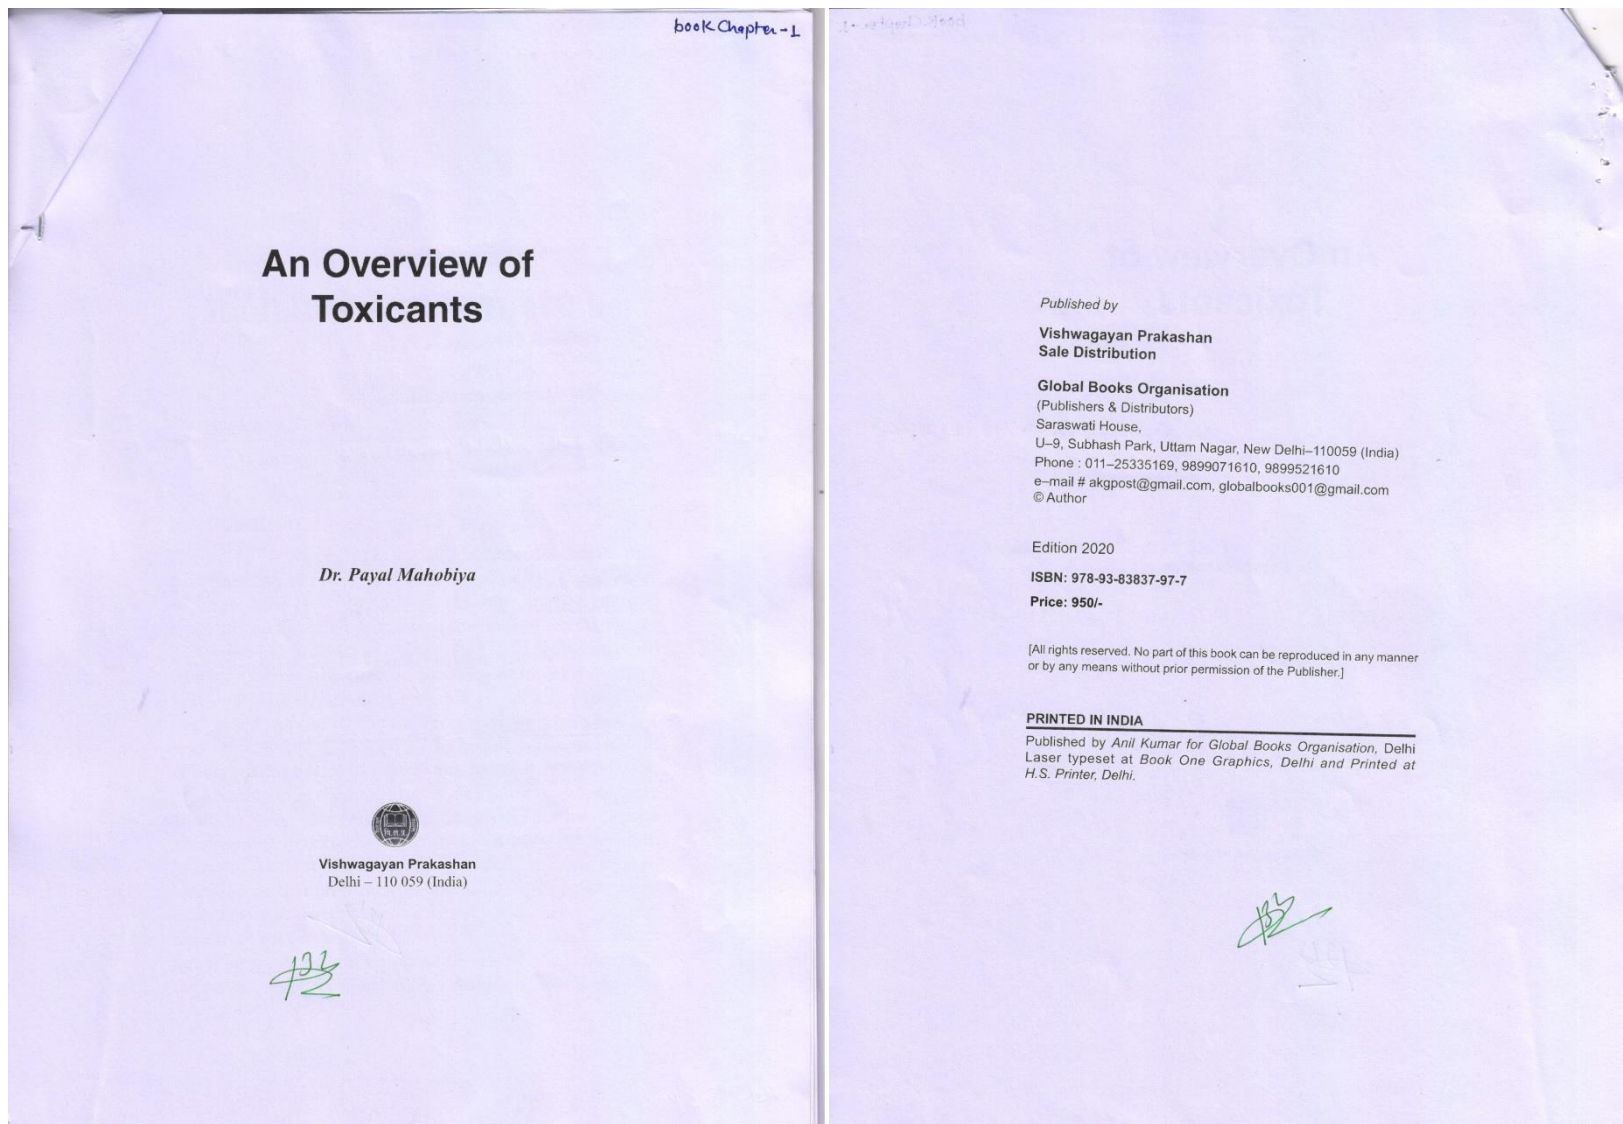 book Chapter-1
An Overview of
Toxicants
Dr. Payal Mahobiya
वि.ज्ञ.प्र.
Vishwagayan Prakashan
Delhi – 110 059 (India)
Published by
Vishwagayan Prakashan
Sale Distribution
Global Books Organisation
(Publishers & Distributors)
Saraswati House,
U–9, Subhash Park, Uttam Nagar, New Delhi–110059 (India)
Phone : 011–25335169, 9899071610, 9899521610
e–mail # akgpost@gmail.com, globalbooks001@gmail.com
© Author
Edition 2020
ISBN: 978-93-83837-97-7
Price: 950/-
[All rights reserved. No part of this book can be reproduced in any manner
or by any means without prior permission of the Publisher.]
PRINTED IN INDIA
Published by Anil Kumar for Global Books Organisation, Delhi
Laser typeset at Book One Graphics, Delhi and Printed at
H.S. Printer, Delhi.